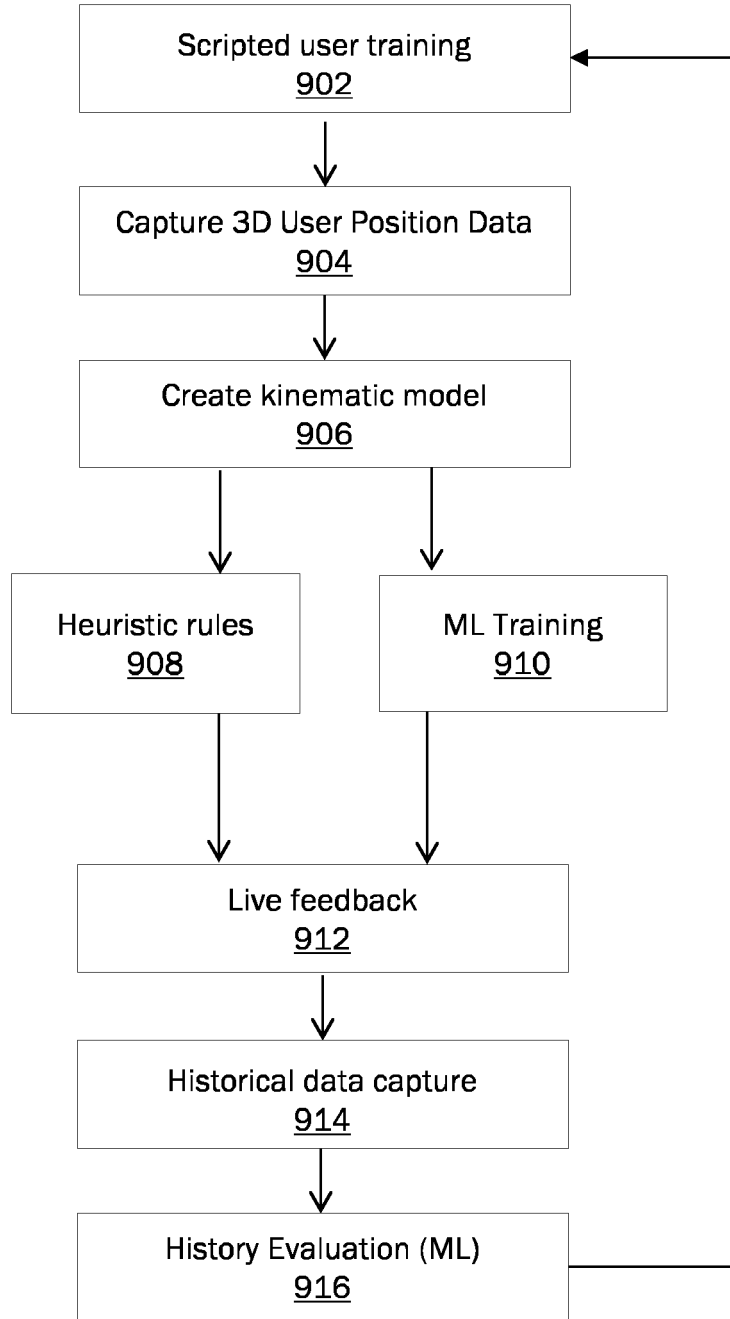 Scripted user training
902
Capture 3D User Position Data
904
Create kinematic model
906
Heuristic rules
908
ML Training
910
Live feedback
912
Historical data capture
914
History Evaluation (ML)
916